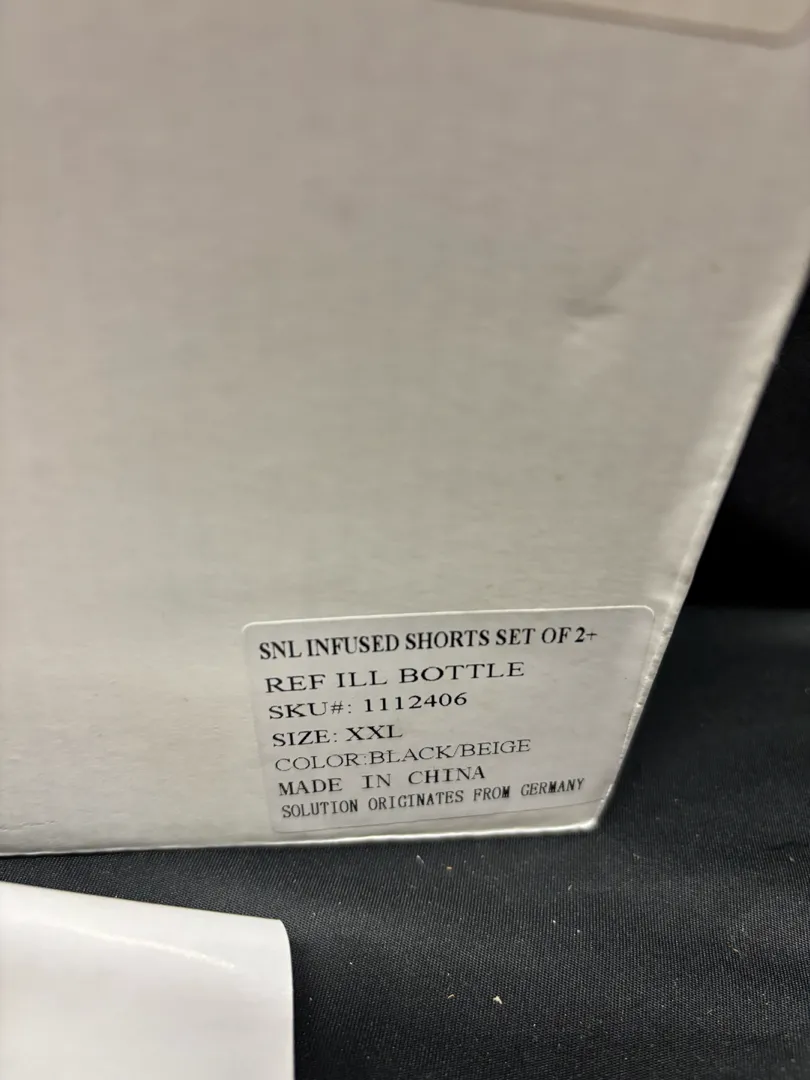 SNL INFUSED SHORTS SET OF 2+
REF ILL BOTTLE
SKU#: 1112406
SIZE: XXL
COLOR:BLACK/BEIGE
MADE IN CHINA
SOLUTION ORIGINATES FROM GERMANY